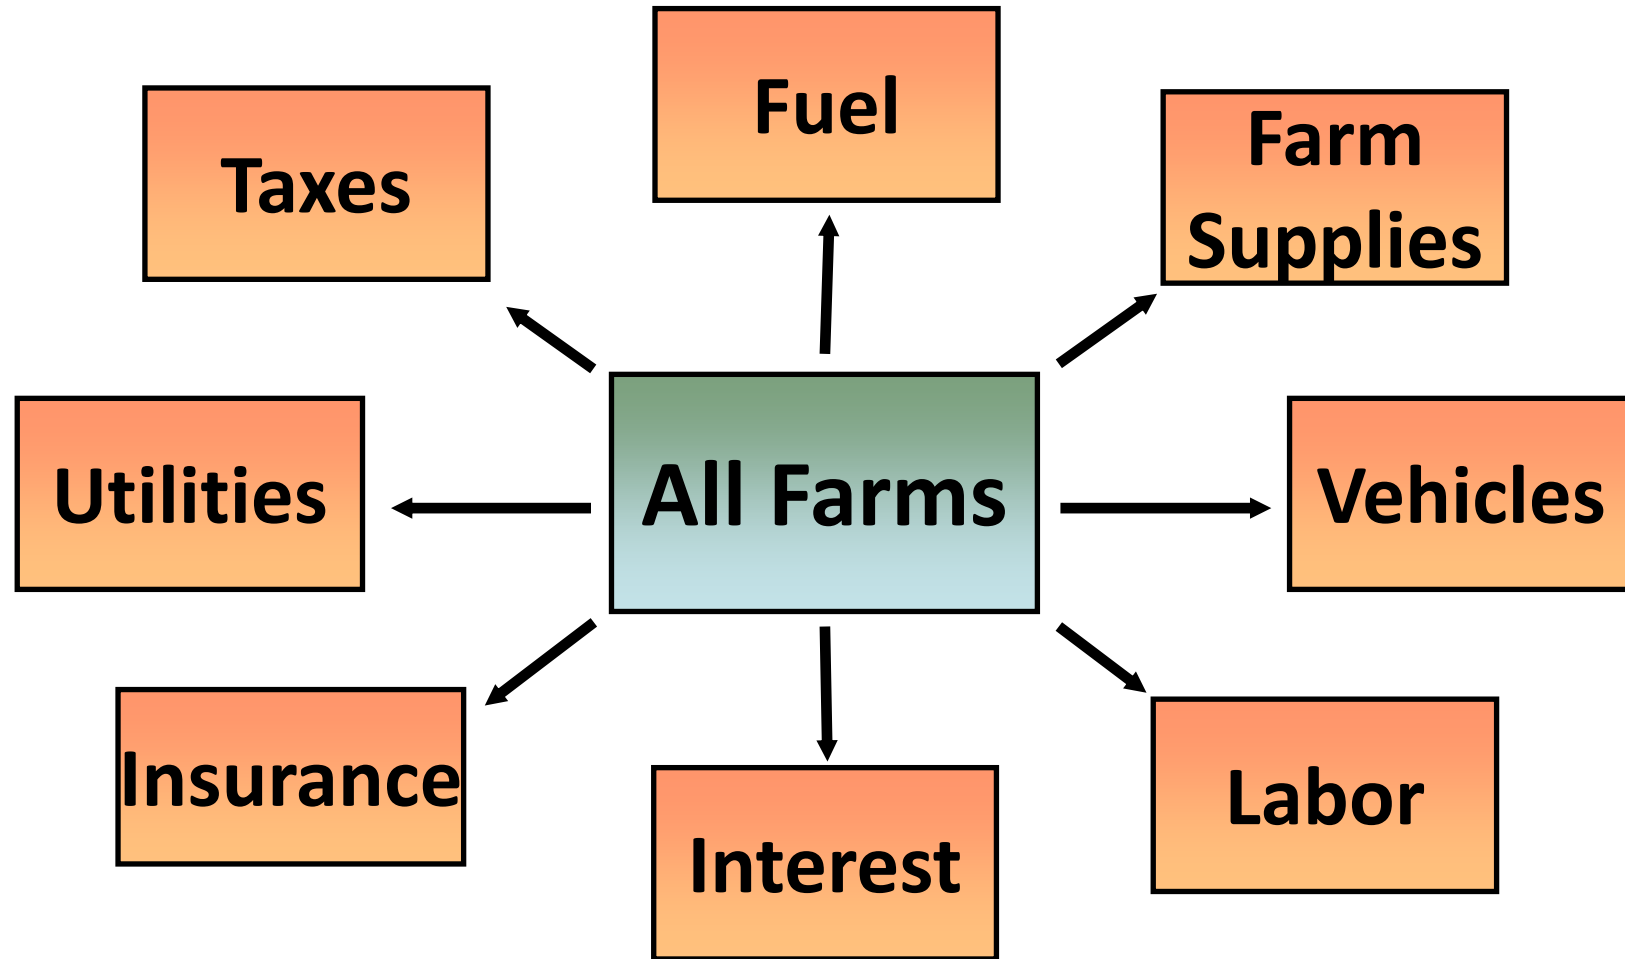 Fuel
Taxes
Farm
Supplies
Utilities
All Farms
Vehicles
Insurance
Labor
Interest